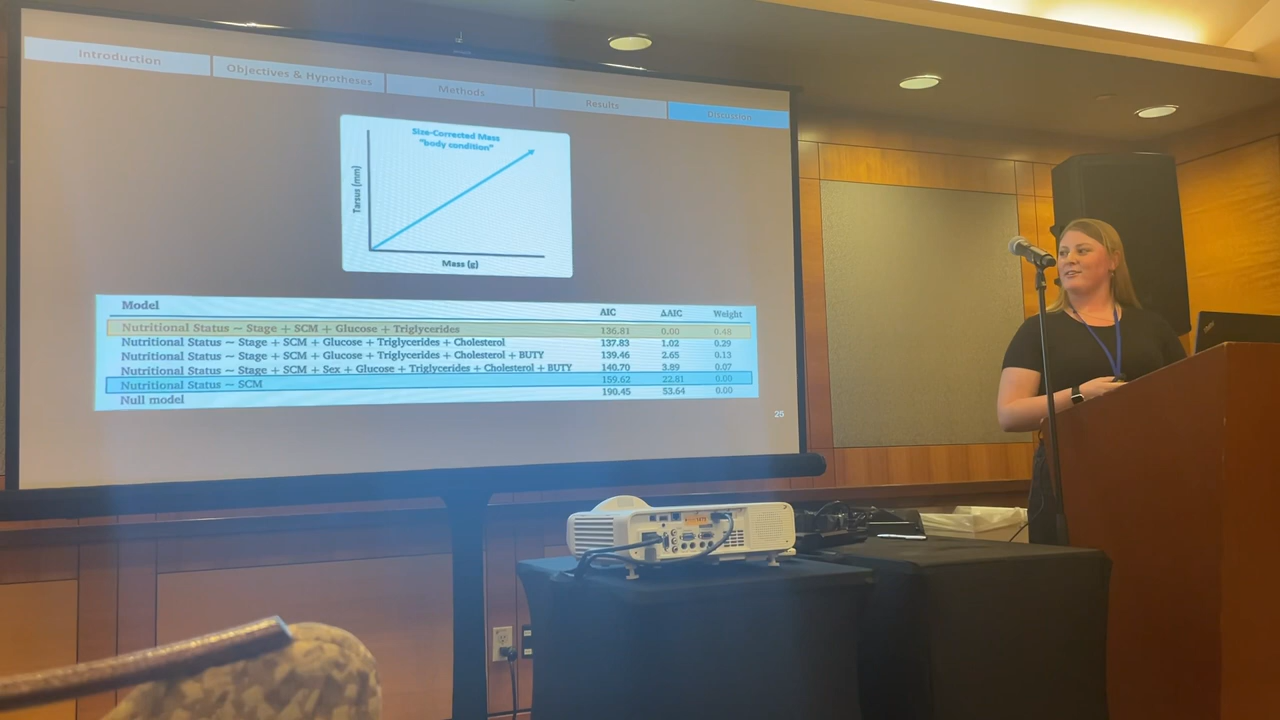 Introduction
Objectives & Hypotheses
Methods
Results
Discussion
Size-Corrected Mass
"body condition"
Tarsus (mm)
Mass (g)
Model AIC ΔAIC Weight
Nutritional Status ~ Stage + SCM + Glucose + Triglycerides 136.81 0.00 0.48
Nutritional Status ~ Stage + SCM + Glucose + Triglycerides + Cholesterol 137.83 1.02 0.29
Nutritional Status ~ Stage + SCM + Glucose + Triglycerides + Cholesterol + BUTY 139.46 2.65 0.13
Nutritional Status ~ Stage + SCM + Sex + Glucose + Triglycerides + Cholesterol + BUTY 140.70 3.89 0.07
Nutritional Status ~ SCM 159.62 22.81 0.00
Null model 190.45 53.64 0.00
25